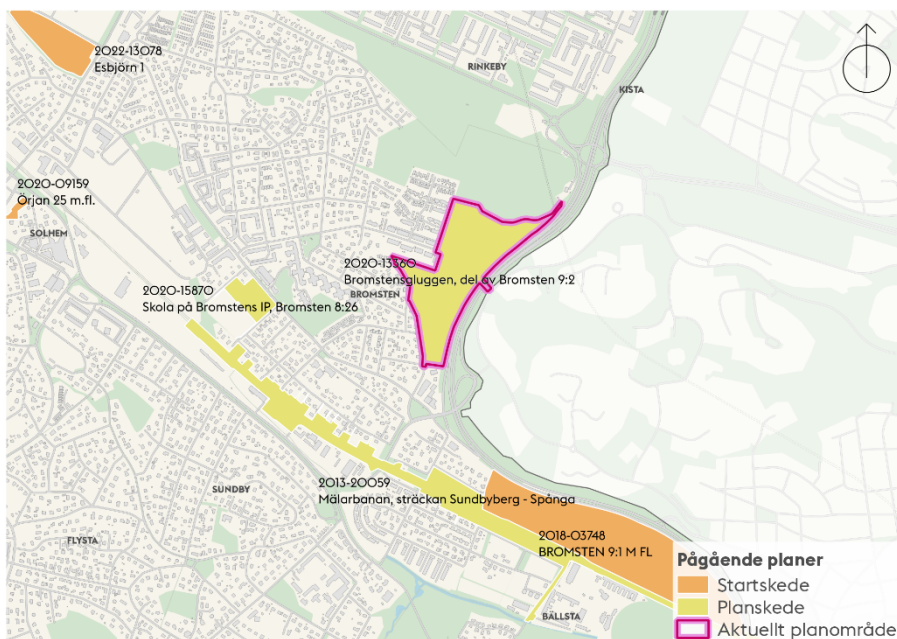 2022-13078
Esbjörn 1
RINKEBY
KISTA
2020-09159
Örjan 25 m.fl.
SOLHEM
2020-13360
Bromstensgluggen, del av Bromsten 9:2
BROMSTEN
2020-15870
Skola på Bromstens IP, Bromsten 8:26
2013-20059
Mälarbanan, sträckan Sundbyberg - Spånga
SUNDBY
FLYSTA
2018-03748
BROMSTEN 9:1 M FL
BÄLLSTA
Pågående planer
Startskede
Planskede
Aktuellt planområde